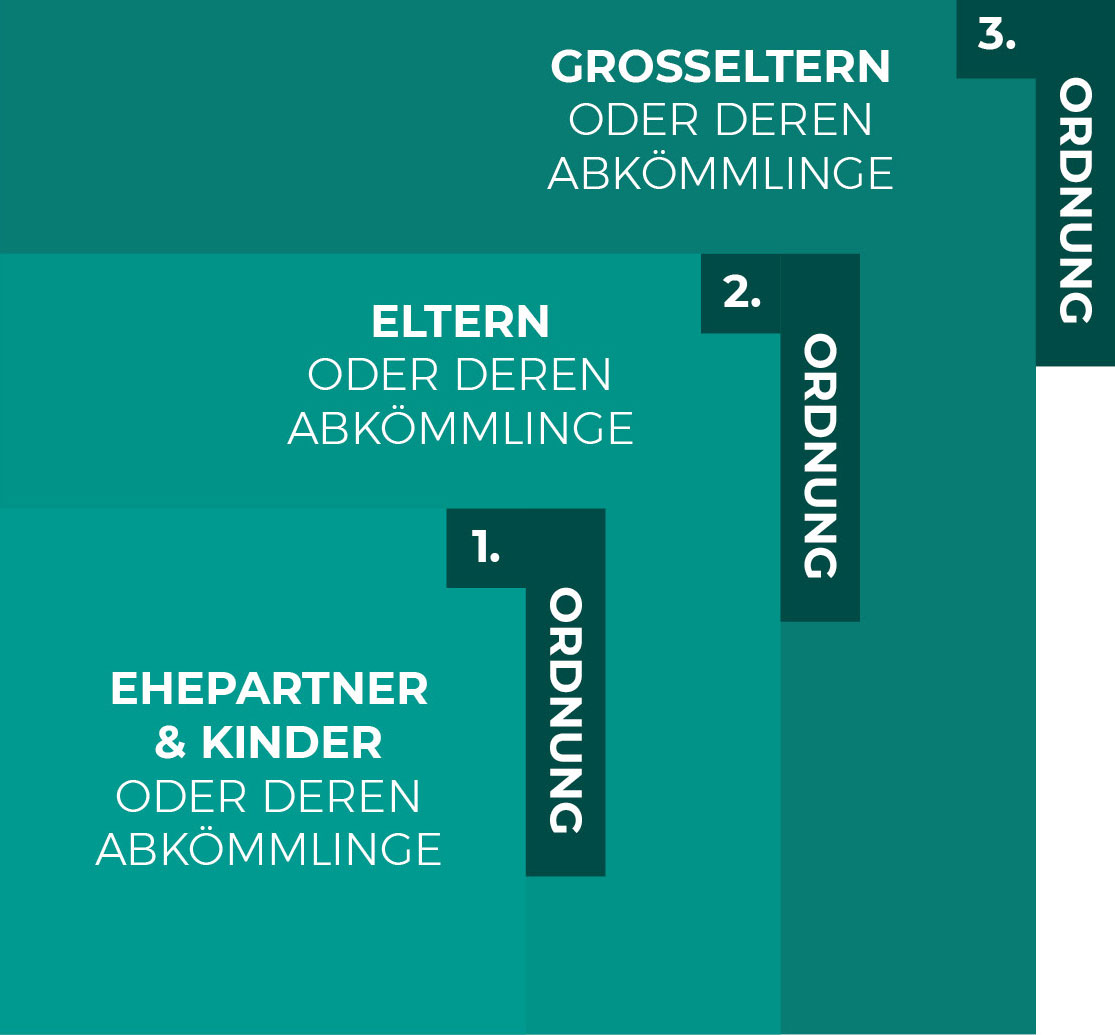 3.
ORDNUNG
GROSSELTERN
ODER DEREN
ABKÖMMLINGE
2.
ORDNUNG
ELTERN
ODER DEREN
ABKÖMMLINGE
1.
ORDNUNG
EHEPARTNER
& KINDER
ODER DEREN
ABKÖMMLINGE